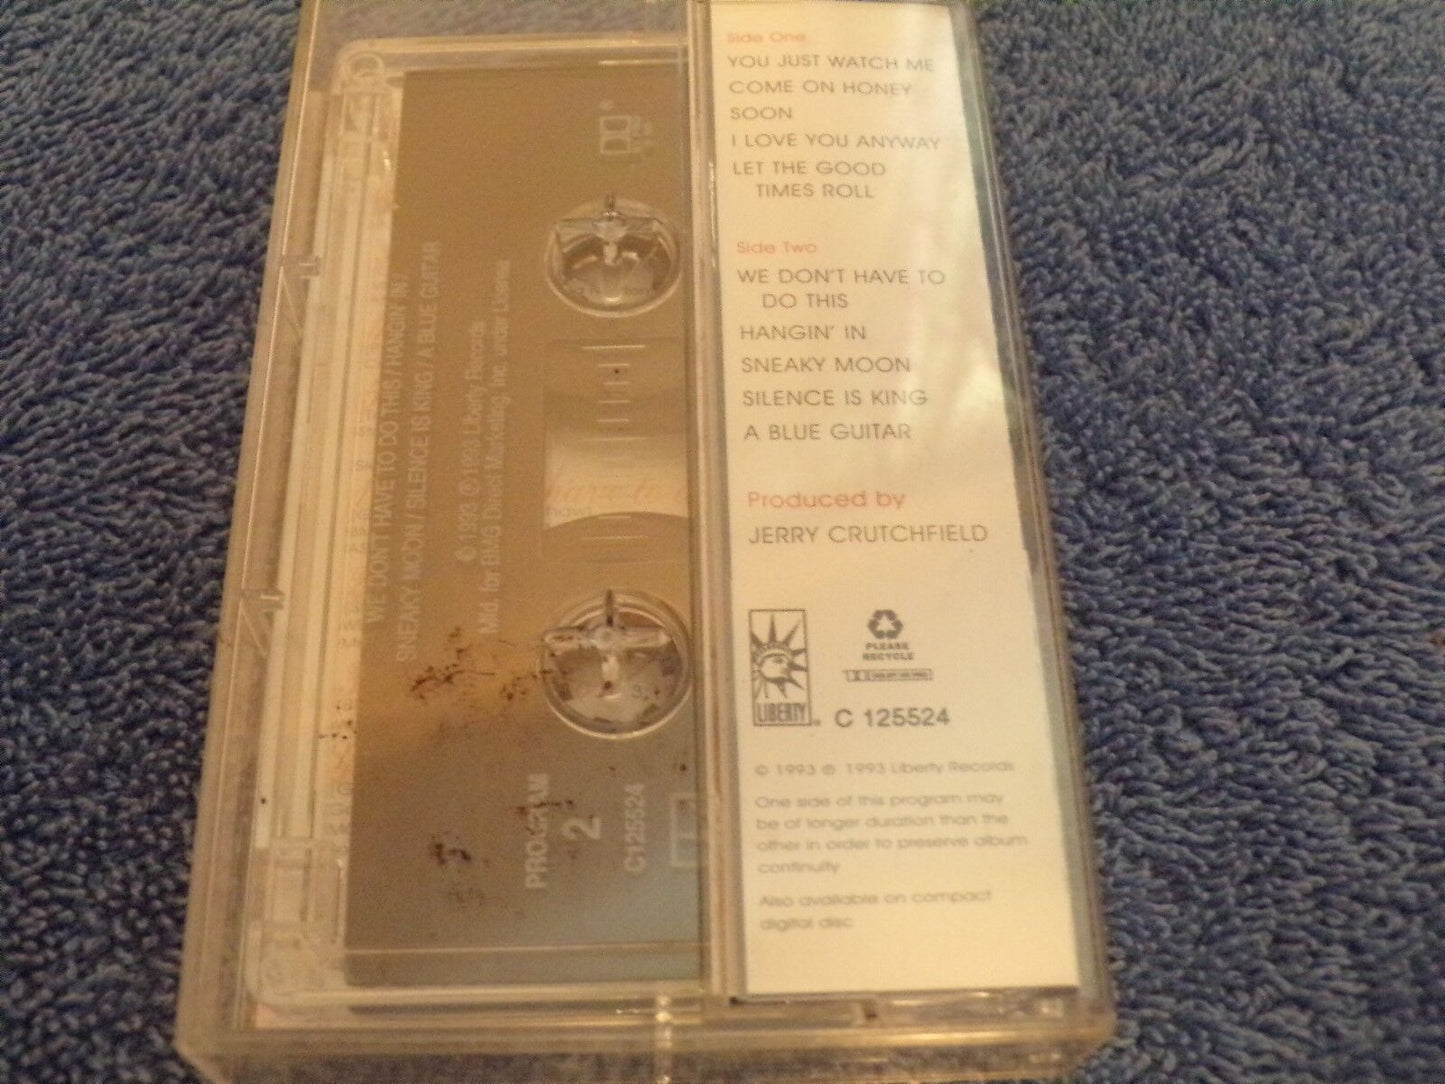 WE DON'T HAVE TO DO THIS / HANGIN' IN /
SNEAKY MOON / SILENCE IS KING / A BLUE GUITAR
© 1993 ℗ 1993 Liberty Records
Mfd. for BMG Direct Marketing, Inc. under License
PROGRAM
2
C125524
have to
Side One
YOU JUST WATCH ME
COME ON HONEY
SOON
I LOVE YOU ANYWAY
LET THE GOOD
TIMES ROLL
Side Two
WE DON'T HAVE TO
DO THIS
HANGIN' IN
SNEAKY MOON
SILENCE IS KING
A BLUE GUITAR
Produced by
JERRY CRUTCHFIELD
LIBERTY
PLEASE
RECYCLE
C 125524
© 1993 ℗ 1993 Liberty Records
One side of this program may
be of longer duration than the
other in order to preserve album
continuity
Also available on compact
digital disc